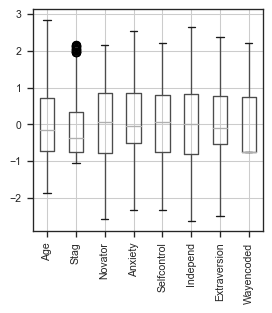 3
2
1
0
−1
−2
Age
Stag
Novator
Anxiety
Selfcontrol
Independ
Extraversion
Wayencoded